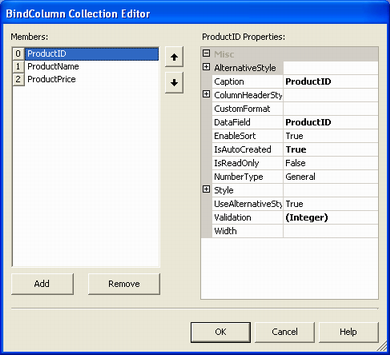 BindColumn Collection Editor
Members:
0 ProductID
1 ProductName
2 ProductPrice
Add
Remove
ProductID Properties:
Misc
AlternativeStyle
Caption ProductID
ColumnHeaderSty
CustomFormat
DataField ProductID
EnableSort True
IsAutoCreated True
IsReadOnly False
NumberType General
Style
UseAlternativeSty True
Validation (Integer)
Width
OK
Cancel
Help